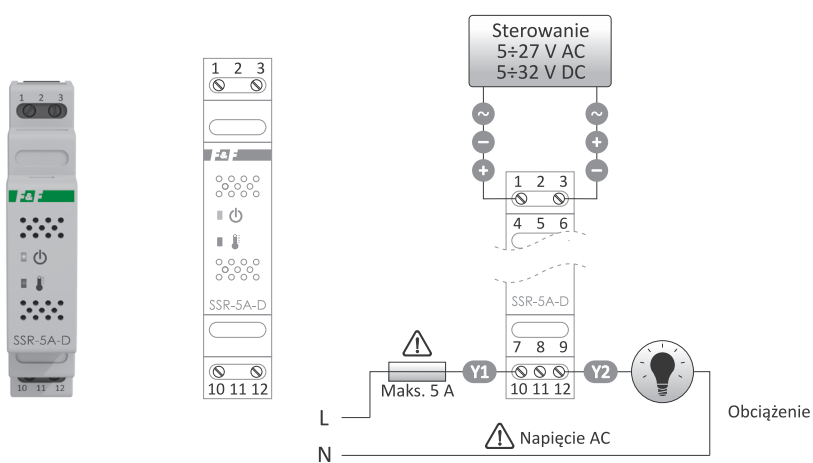 1 2 3
F&F
SSR-5A-D
10 11 12
1 2 3
F&F
SSR-5A-D
10 11 12
Sterowanie
5÷27 V AC
5÷32 V DC
~ ~
− +
+ −
1 2 3
4 5 6
SSR-5A-D
7 8 9
Y1 Y2
10 11 12
Maks. 5 A
L
N
Napięcie AC
Obciążenie